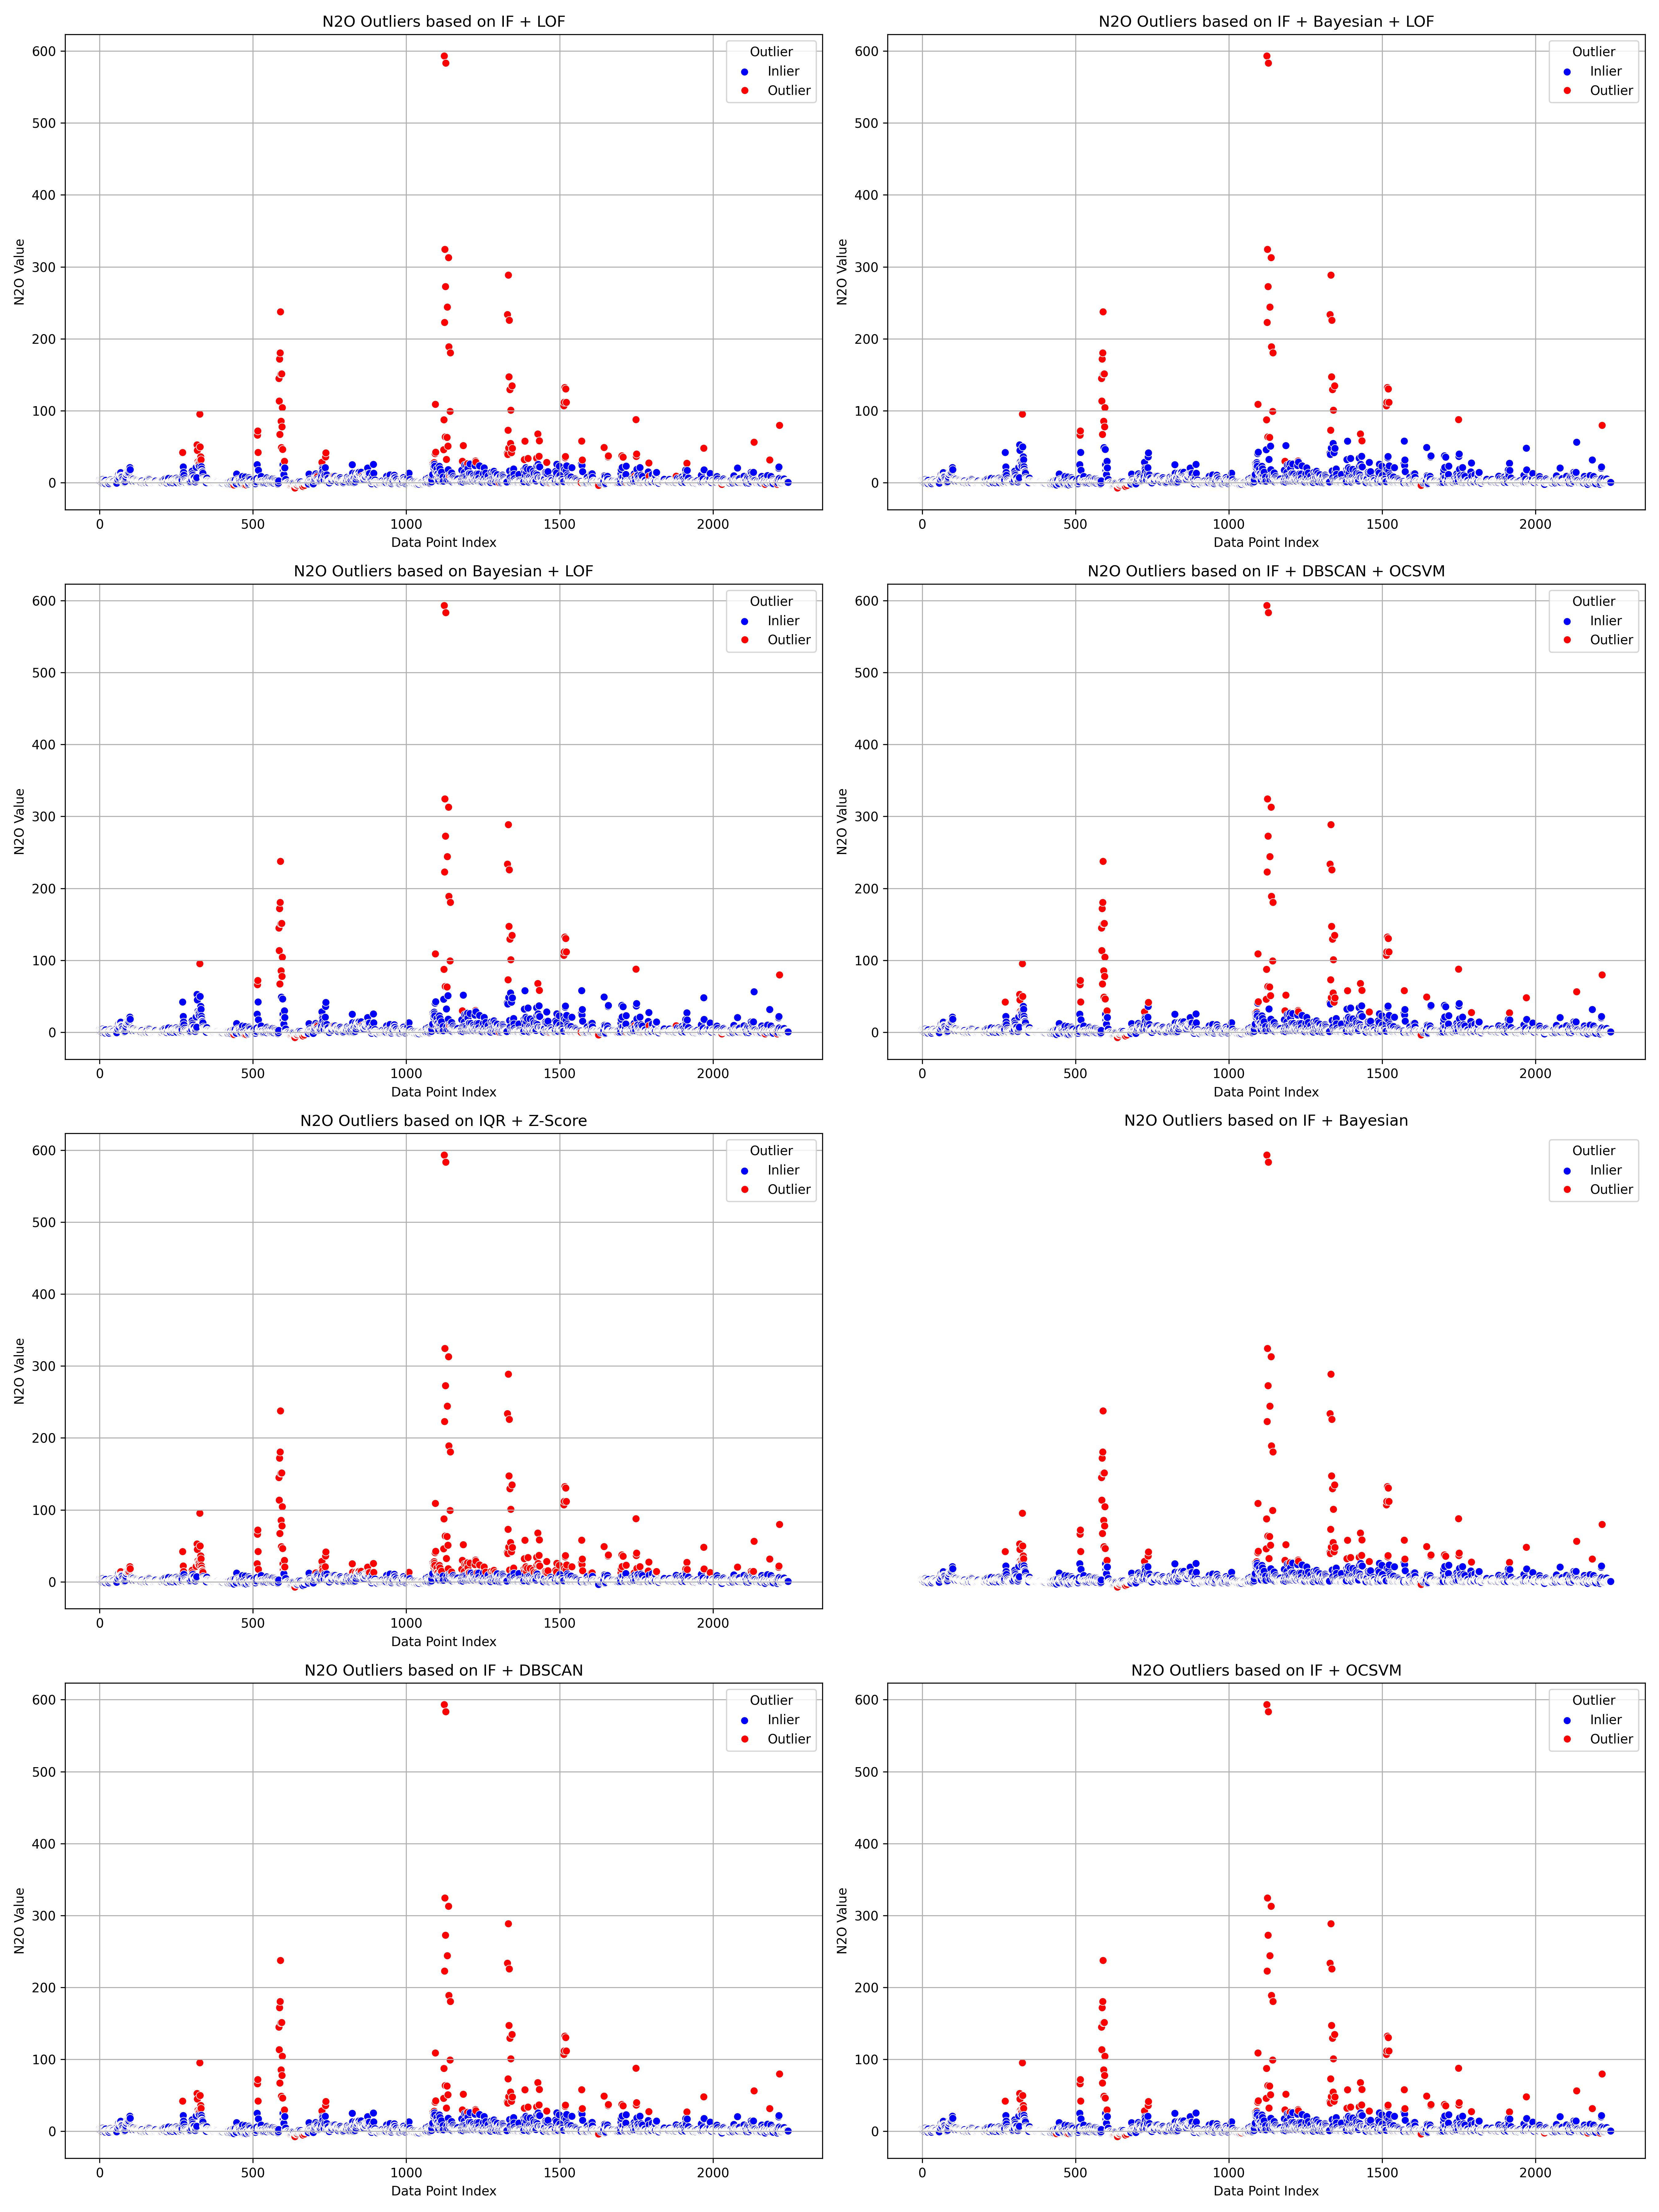 N2O Outliers based on IF + LOF
Outlier
Inlier
Outlier
600
500
400
300
200
100
0
N2O Value
0 500 1000 1500 2000
Data Point Index
N2O Outliers based on IF + Bayesian + LOF
Outlier
Inlier
Outlier
600
500
400
300
200
100
0
N2O Value
0 500 1000 1500 2000
Data Point Index
N2O Outliers based on Bayesian + LOF
Outlier
Inlier
Outlier
600
500
400
300
200
100
0
N2O Value
0 500 1000 1500 2000
Data Point Index
N2O Outliers based on IF + DBSCAN + OCSVM
Outlier
Inlier
Outlier
600
500
400
300
200
100
0
N2O Value
0 500 1000 1500 2000
Data Point Index
N2O Outliers based on IQR + Z-Score
Outlier
Inlier
Outlier
600
500
400
300
200
100
0
N2O Value
0 500 1000 1500 2000
Data Point Index
N2O Outliers based on IF + Bayesian
Outlier
Inlier
Outlier
N2O Outliers based on IF + DBSCAN
Outlier
Inlier
Outlier
600
500
400
300
200
100
0
N2O Value
0 500 1000 1500 2000
Data Point Index
N2O Outliers based on IF + OCSVM
Outlier
Inlier
Outlier
600
500
400
300
200
100
0
N2O Value
0 500 1000 1500 2000
Data Point Index